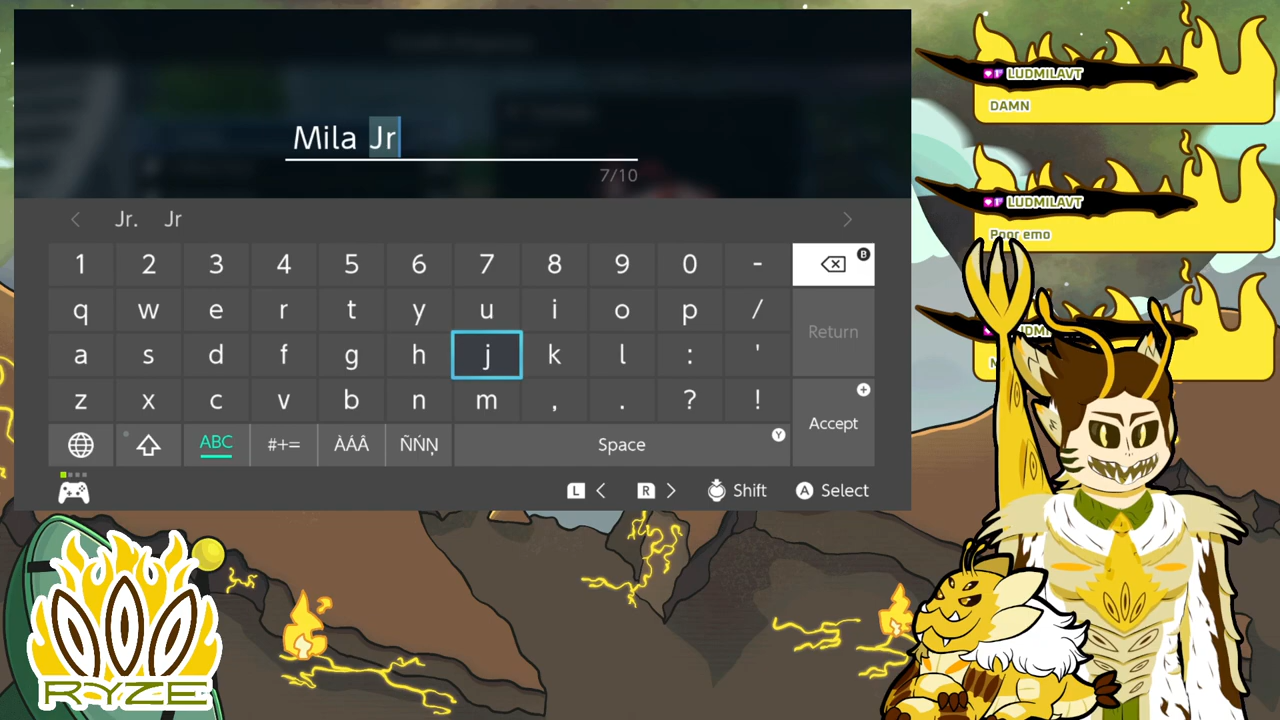 Mila Jr
7/10
Jr. Jr
1 2 3 4 5 6 7 8 9 0 - B
q w e r t y u i o p / Return
a s d f g h j k l : '
z x c v b n m , . ? ! + Accept
ABC #+= ÀÁÂ ÑŇŅ Space Y
L < R > Shift A Select
LUDMILAVT
DAMN
LUDMILAVT
Poor emo
RYZE